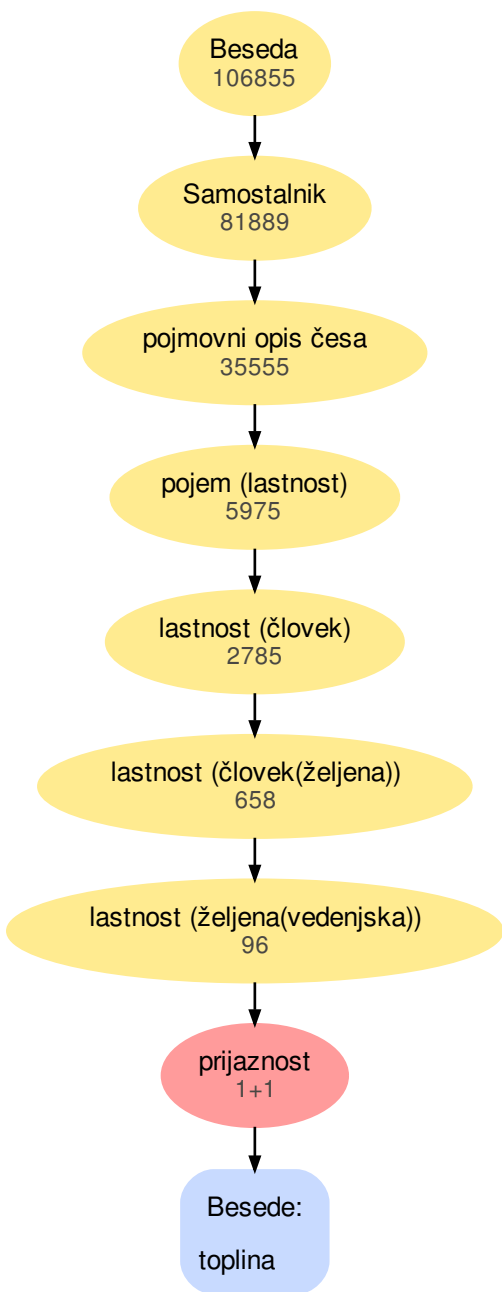 Beseda
106855
Samostalnik
81889
pojmovni opis česa
35555
pojem (lastnost)
5975
lastnost (človek)
2785
lastnost (človek(željena))
658
lastnost (željena(vedenjska))
96
prijaznost
1+1
Besede:
toplina